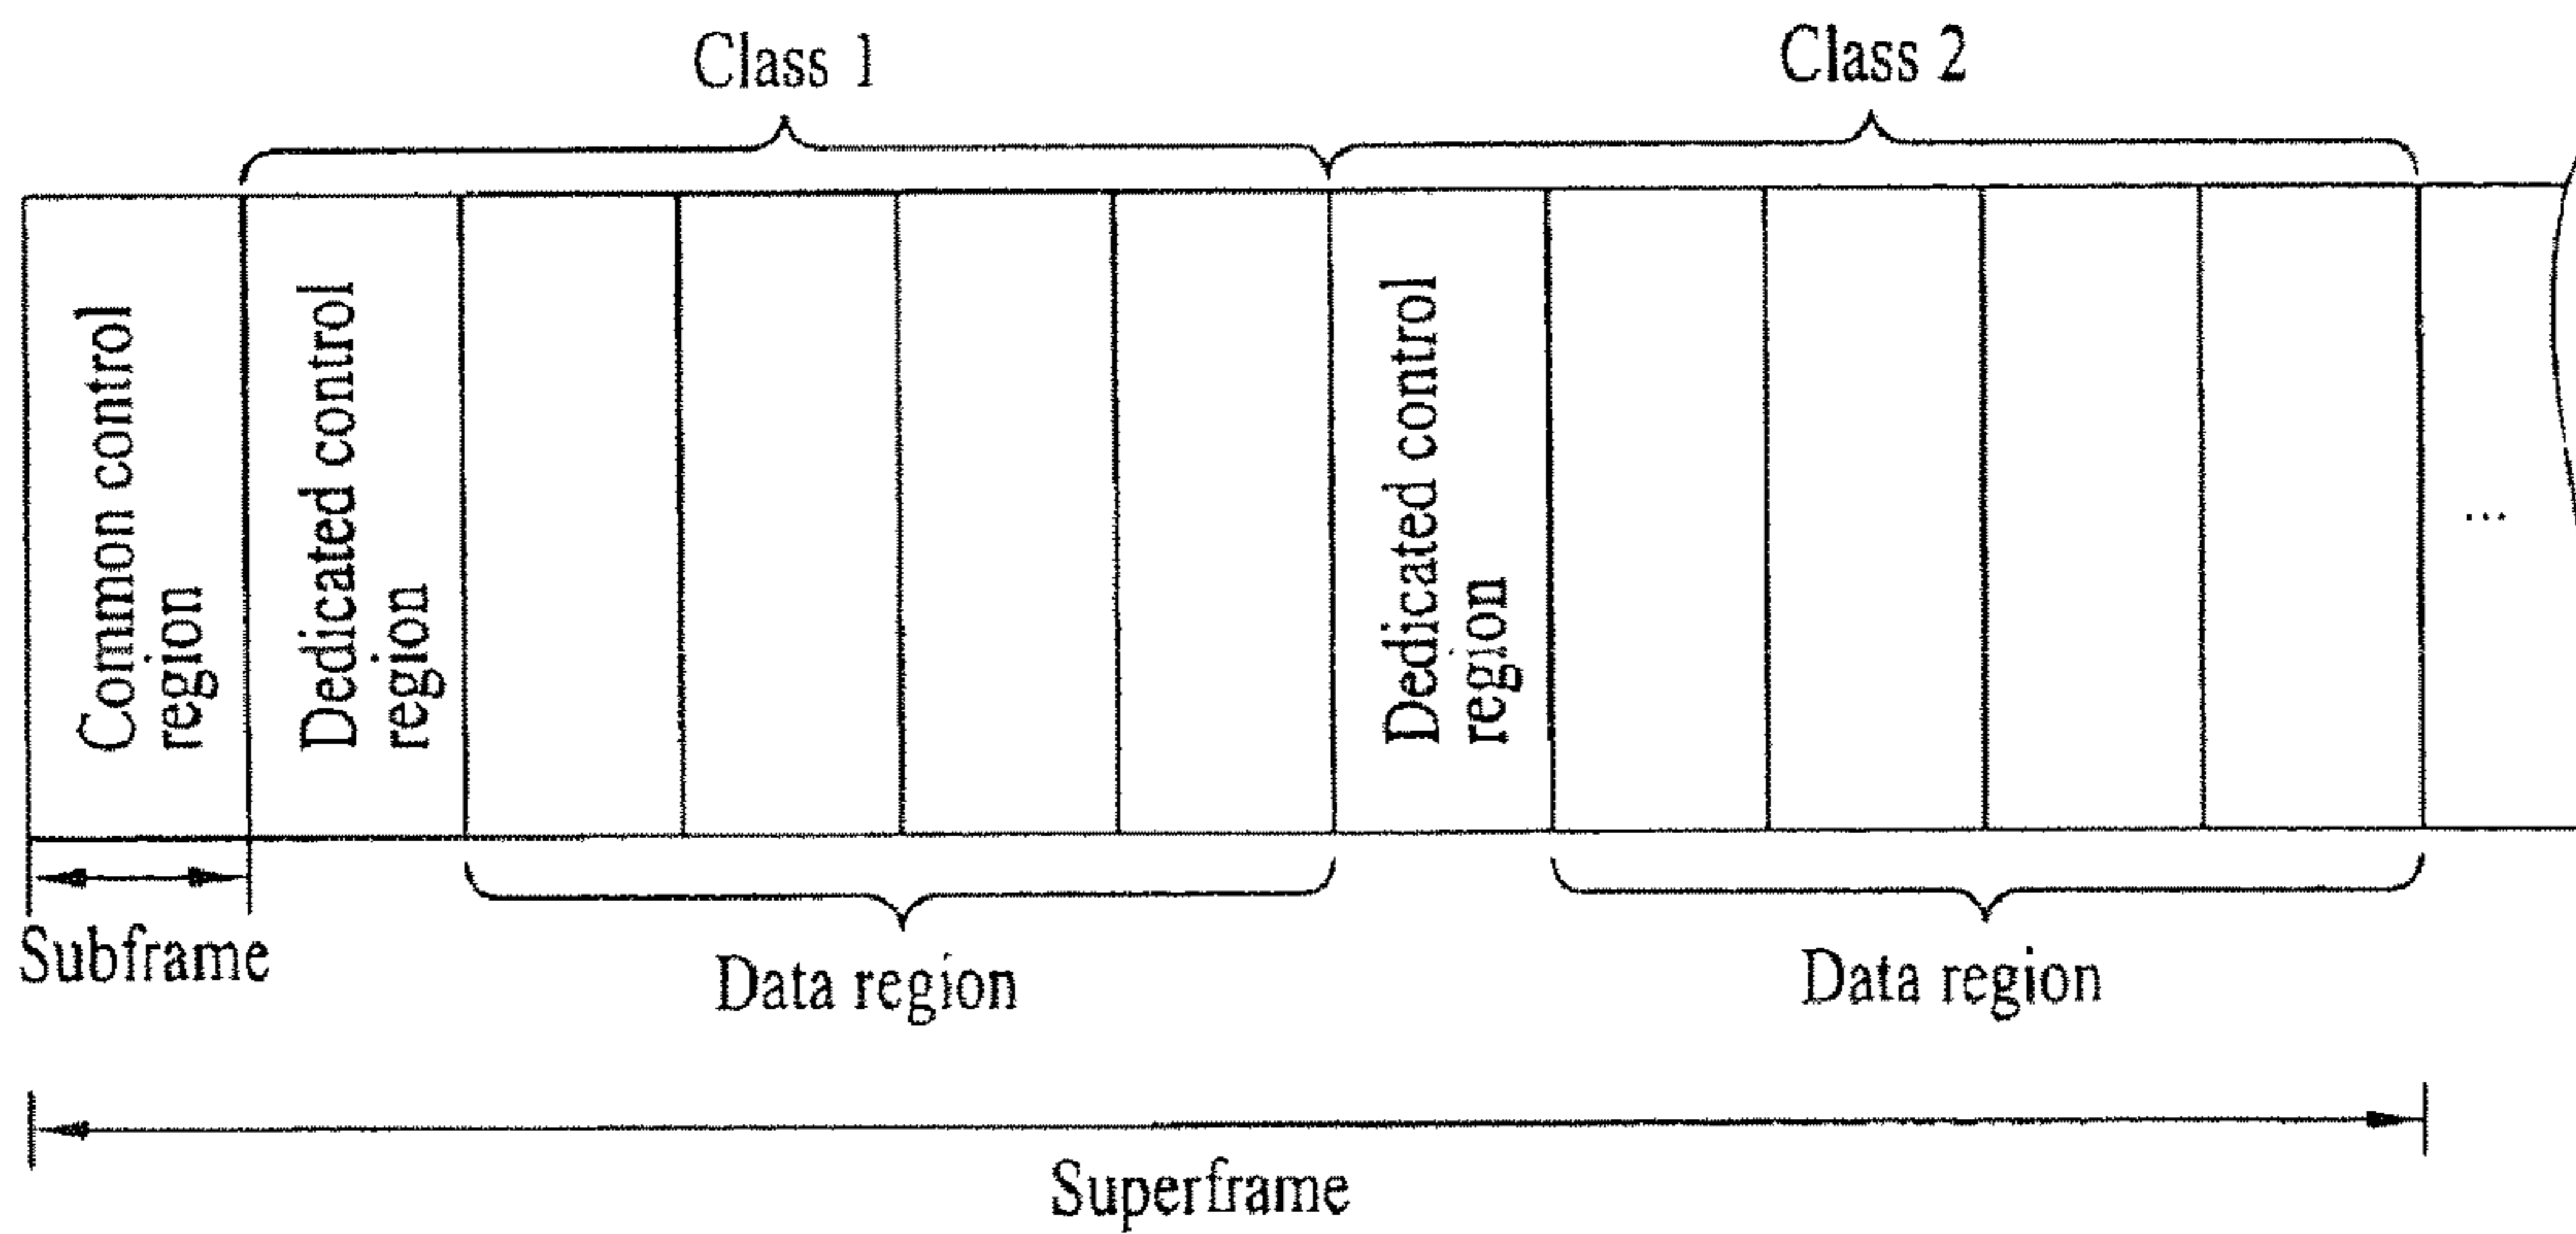 Class 1
Class 2
Common control
region
Dedicated control
region
Dedicated control
region
...
Subframe
Data region
Data region
Superframe